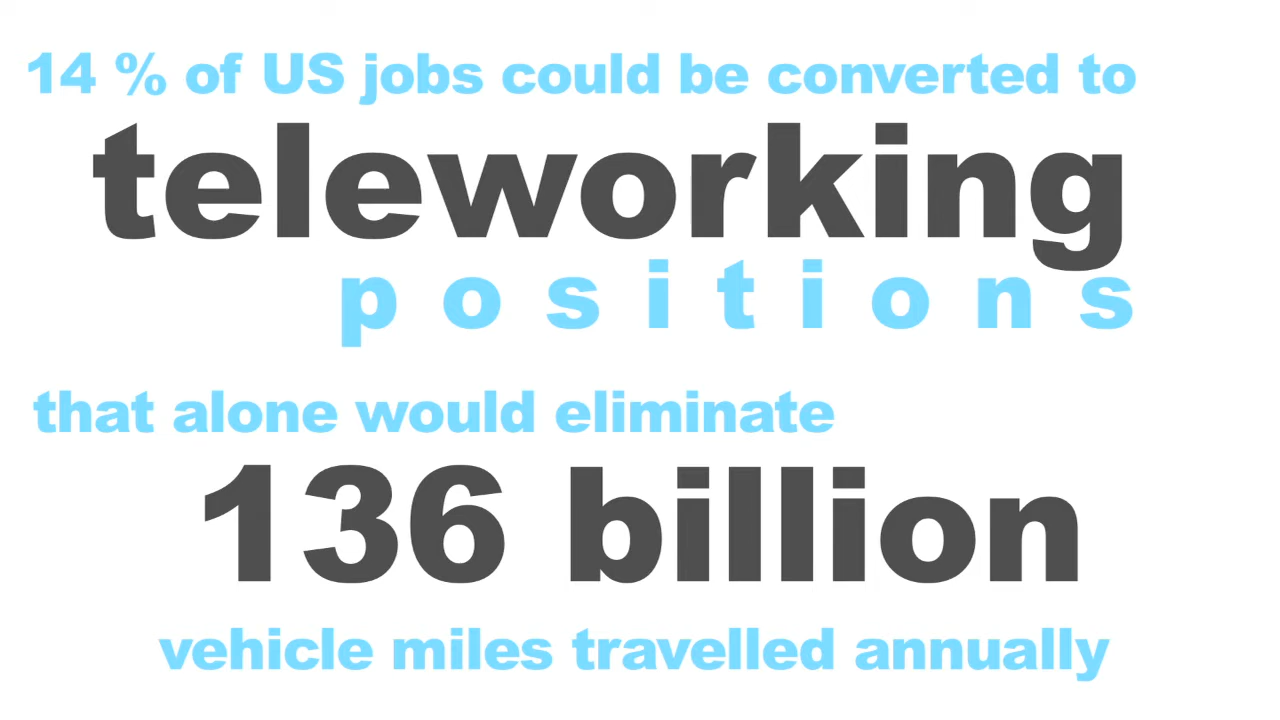 14 % of US jobs could be converted to
teleworking
positions
that alone would eliminate
136 billion
vehicle miles travelled annually